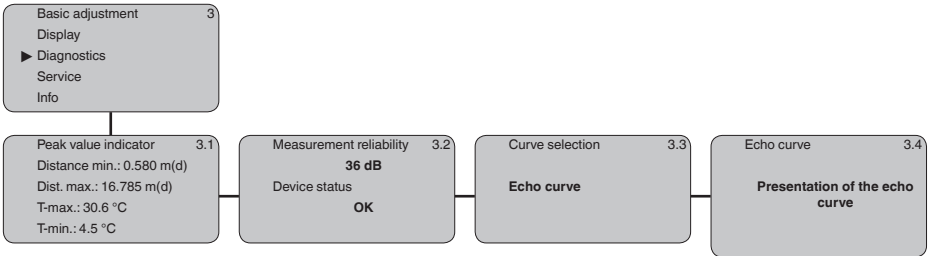 Basic adjustment 3
Display
▶ Diagnostics
Service
Info
Peak value indicator 3.1
Distance min.: 0.580 m(d)
Dist. max.: 16.785 m(d)
T-max.: 30.6 °C
T-min.: 4.5 °C
Measurement reliability 3.2
36 dB
Device status
OK
Curve selection 3.3
Echo curve
Echo curve 3.4
Presentation of the echo
curve